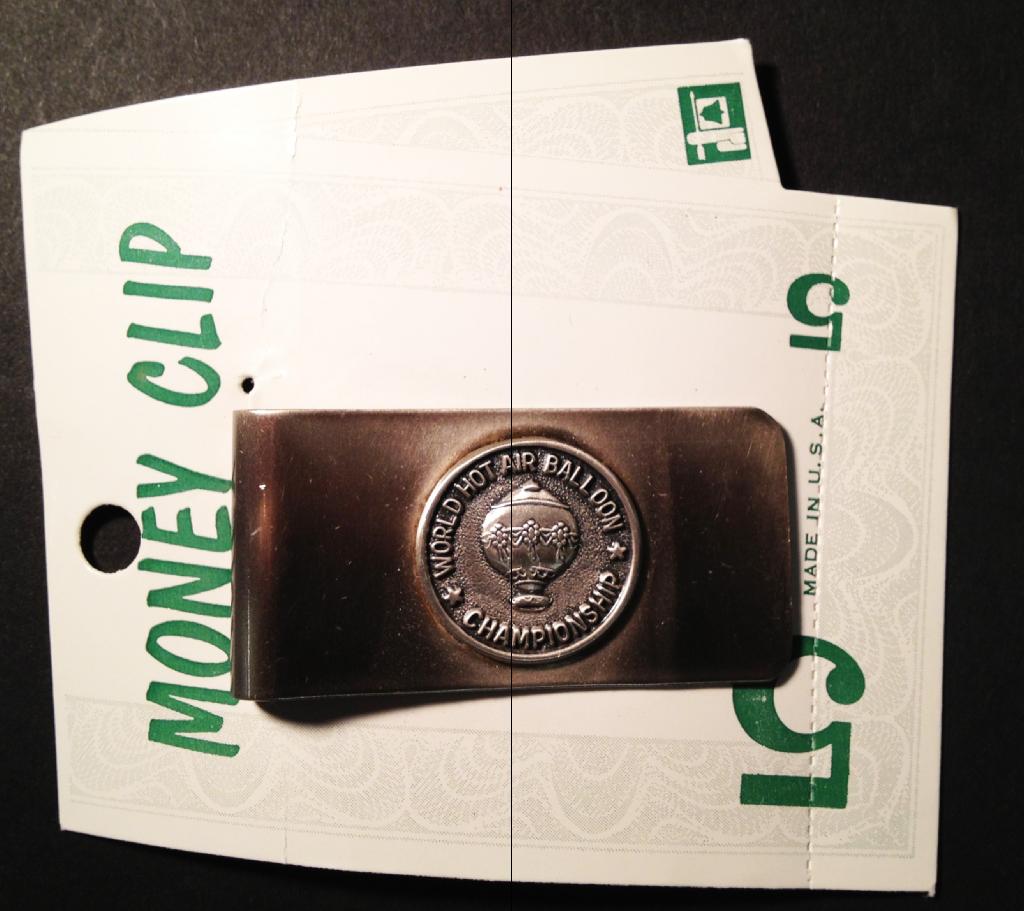 MONEY CLIP
WORLD HOT AIR BALLOON
CHAMPIONSHIP
5
MADE IN U.S.A.
5